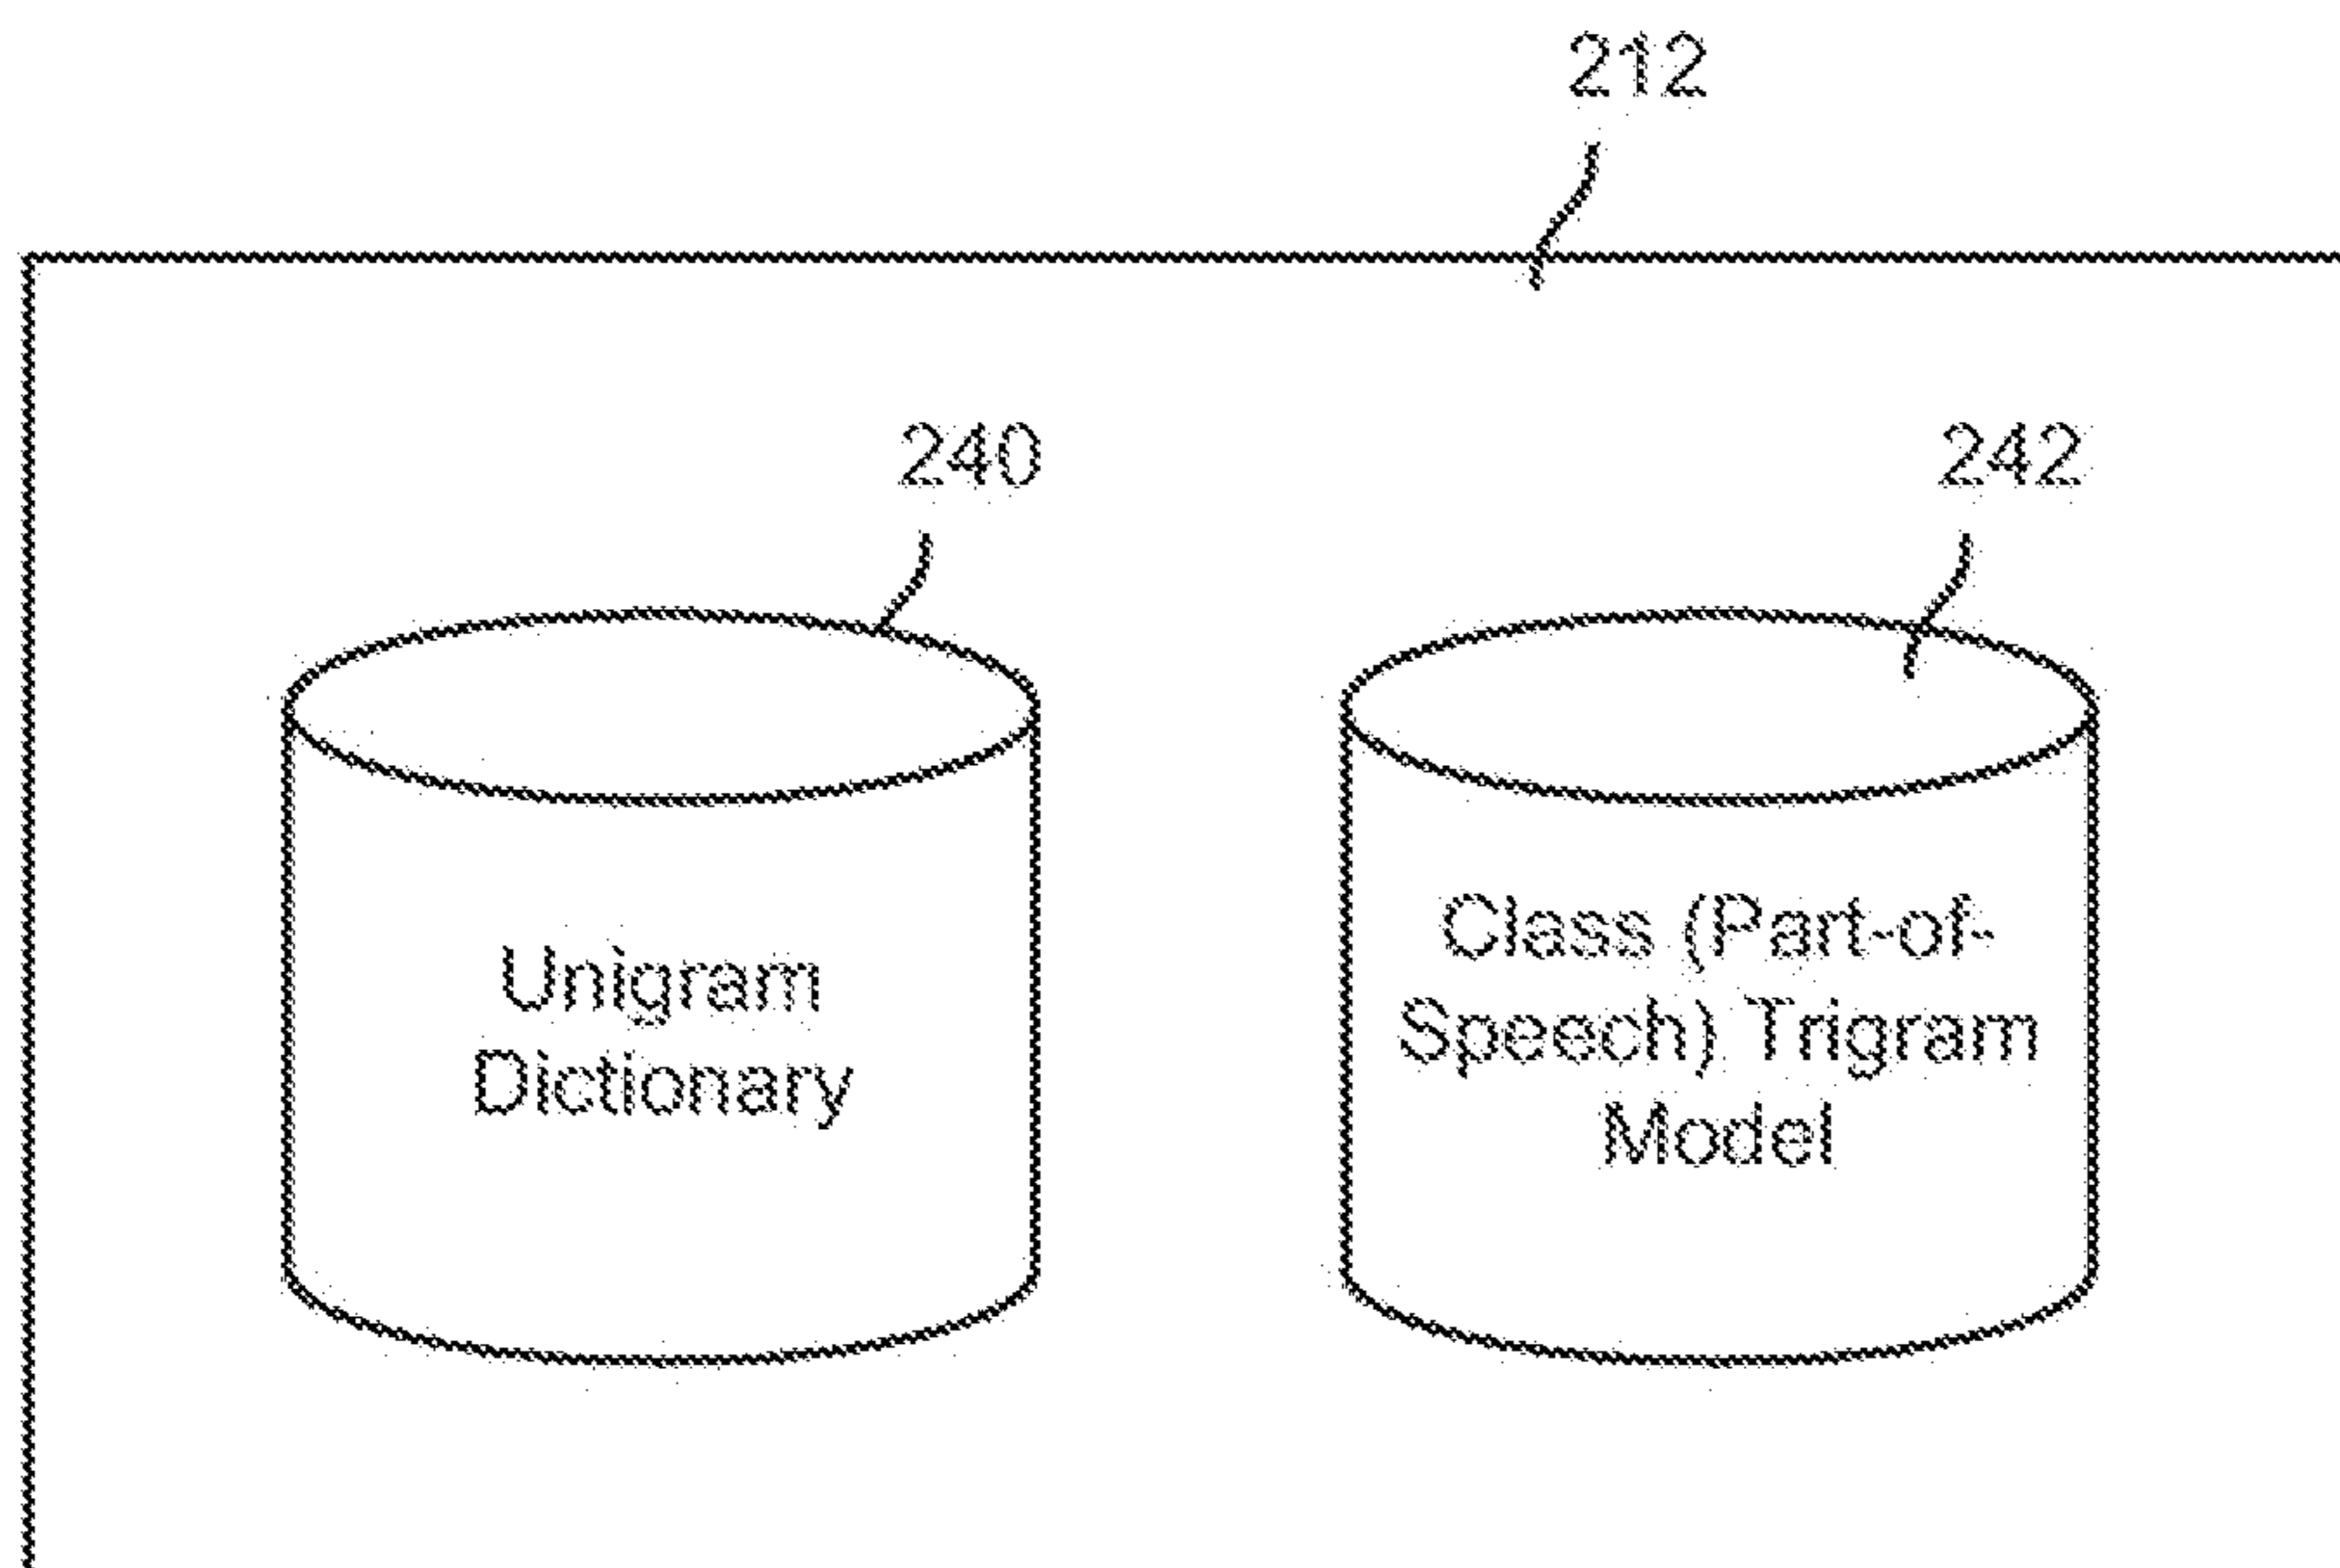 212
240
242
Unigram
Dictionary
Class (Part-of-
Speech) Trigram
Model